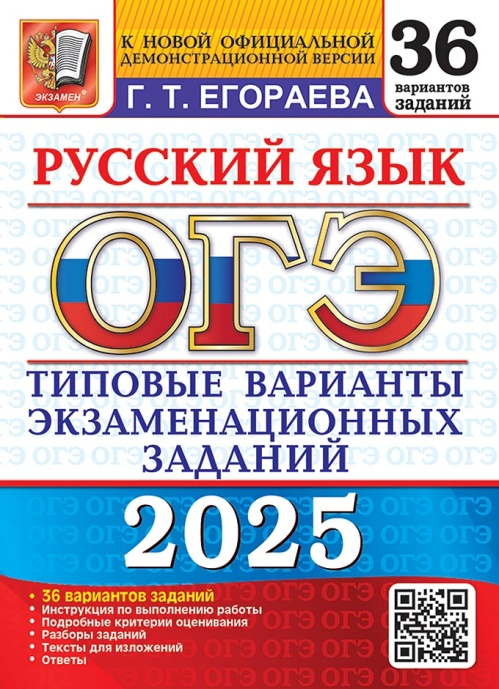 К НОВОЙ ОФИЦИАЛЬНОЙ
ДЕМОНСТРАЦИОННОЙ ВЕРСИИ
36
вариантов
заданий
ЭКЗАМЕН®
Г. Т. ЕГОРАЕВА
РУССКИЙ ЯЗЫК
ОГЭ
ТИПОВЫЕ ВАРИАНТЫ
ЭКЗАМЕНАЦИОННЫХ
ЗАДАНИЙ
2025
• 36 вариантов заданий
• Инструкция по выполнению работы
• Подробные критерии оценивания
• Разборы заданий
• Тексты для изложений
• Ответы